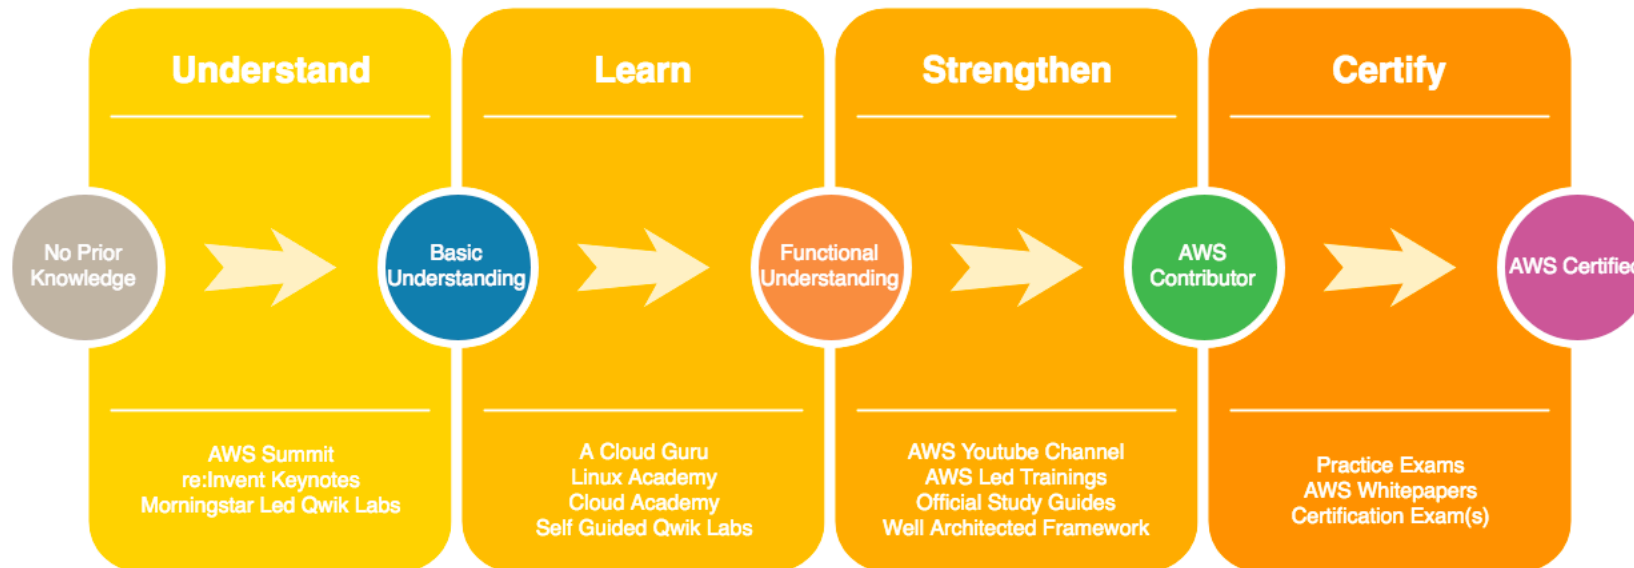 Understand
Learn
Strengthen
Certify
No Prior
Knowledge
Basic
Understanding
Functional
Understanding
AWS
Contributor
AWS Certified
AWS Summit
re:Invent Keynotes
Morningstar Led Qwik Labs
A Cloud Guru
Linux Academy
Cloud Academy
Self Guided Qwik Labs
AWS Youtube Channel
AWS Led Trainings
Official Study Guides
Well Architected Framework
Practice Exams
AWS Whitepapers
Certification Exam(s)